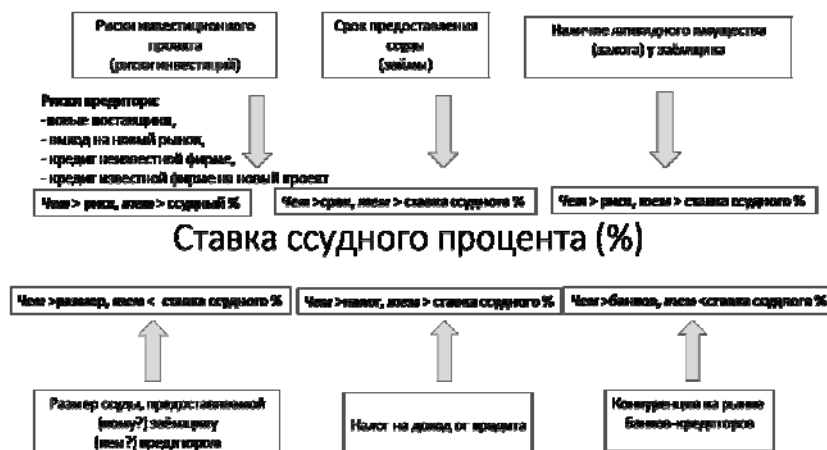 Риски инвестиционного
проекта
(риски инвестиций)
Срок предоставления
ссуды
(займы)
Наличие ликвидного имущества
(залога) у заёмщика
Риски кредитора:
- новые поставщики,
- выход на новый рынок,
- кредит неизвестной фирме,
- кредит известной фирме на новый проект
Чем > риск, тем > ссудный %
Чем >срок, тем > ставка ссудного %
Чем > риск, тем > ставка ссудного %
Ставка ссудного процента (%)
Чем >размер, тем < ставка ссудного %
Чем >налог, тем > ставка ссудного %
Чем >банков, тем <ставка ссудного %
Размер ссуды, предоставляемой
(кому?) заёмщику
(кем?) кредитором
Налог на доход от кредита
Конкуренция на рынке
банков-кредиторов